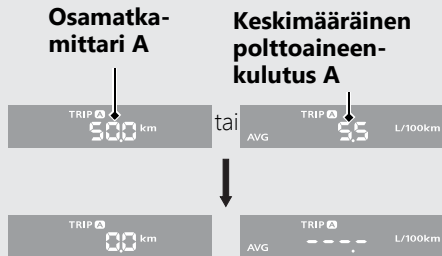 Osamatka-
mittari A
Keskimääräinen
polttoaineen-
kulutus A
TRIP A
50.0 km
tai
TRIP A
AVG 5.5 L/100km
TRIP A
0.0 km
TRIP A
AVG ----.- L/100km